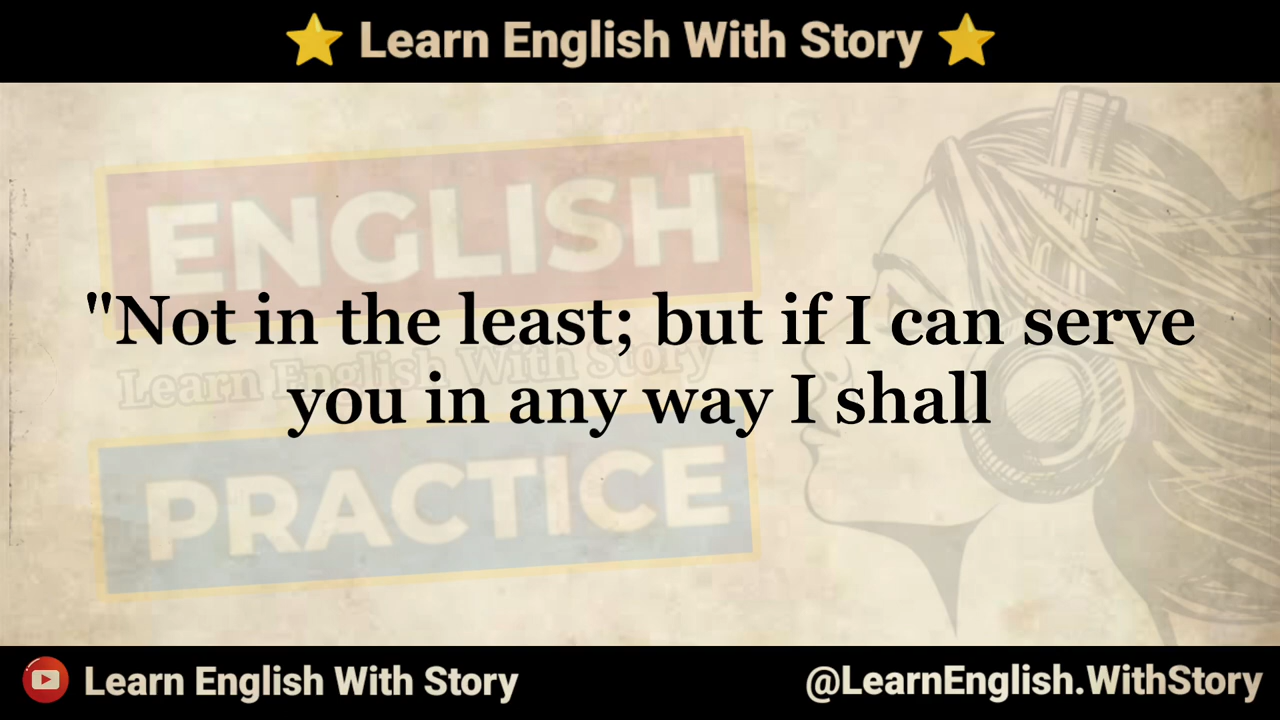 ⭐ Learn English With Story ⭐
ENGLISH
"Not in the least; but if I can serve
Learn English With Story
you in any way I shall
PRACTICE
Learn English With Story
@LearnEnglish.WithStory